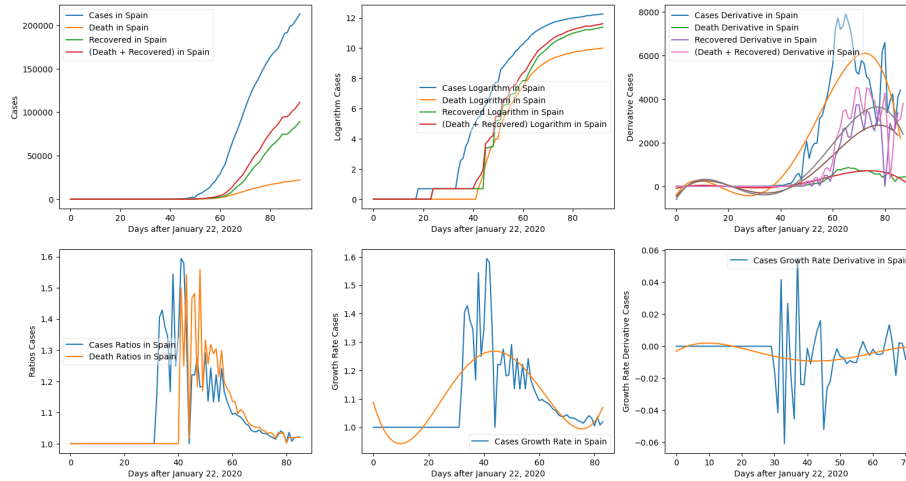 Cases in Spain
Death in Spain
Recovered in Spain
(Death + Recovered) in Spain
200000
150000
100000
50000
0
Cases
0
20
40
60
80
Days after January 22, 2020
12
10
8
6
4
2
0
Logarithm Cases
Cases Logarithm in Spain
Death Logarithm in Spain
Recovered Logarithm in Spain
(Death + Recovered) Logarithm in Spain
0
20
40
60
80
Days after January 22, 2020
Cases Derivative in Spain
Death Derivative in Spain
Recovered Derivative in Spain
(Death + Recovered) Derivative in Spain
8000
6000
4000
2000
0
Derivative Cases
0
20
40
60
80
Days after January 22, 2020
1.6
1.5
1.4
1.3
1.2
1.1
1.0
Ratios Cases
Cases Ratios in Spain
Death Ratios in Spain
0
20
40
60
80
Days after January 22, 2020
1.6
1.5
1.4
1.3
1.2
1.1
1.0
Growth Rate Cases
Cases Growth Rate in Spain
0
20
40
60
80
Days after January 22, 2020
0.06
0.04
0.02
0.00
−0.02
−0.04
−0.06
Growth Rate Derivative Cases
Cases Growth Rate Derivative in Spain
0
10
20
30
40
50
60
70
Days after January 22, 2020